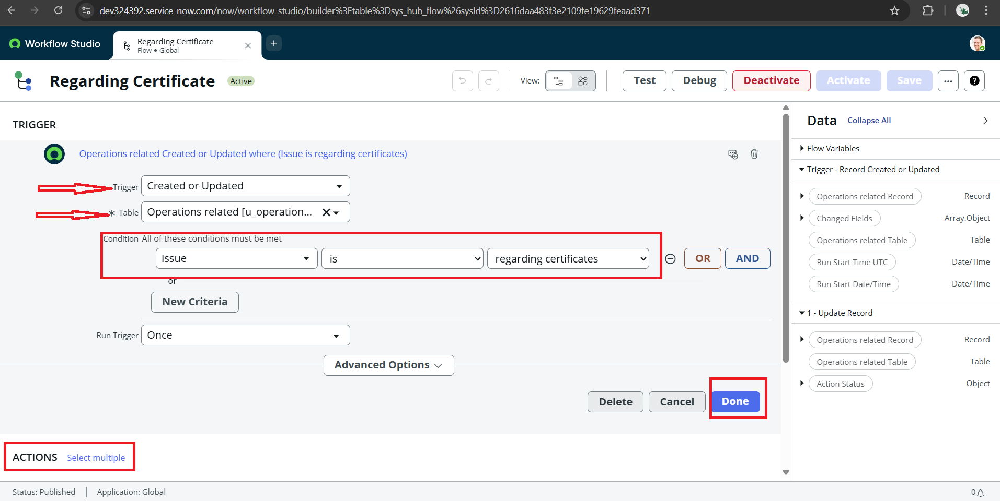 dev324392.service-now.com/now/workflow-studio/builder%3Ftable%3Dsys_hub_flow%26sysId%3D2616daa483f3e2109fe19629feaad371
Workflow Studio
Regarding Certificate
Flow • Global
Regarding Certificate
Active
View:
Test
Debug
Deactivate
Activate
Save
...
?
TRIGGER
Operations related Created or Updated where (Issue is regarding certificates)
Trigger
Created or Updated
* Table
Operations related [u_operation...
Condition All of these conditions must be met
Issue
is
regarding certificates
OR
AND
or
New Criteria
Run Trigger
Once
Advanced Options
Delete
Cancel
Done
ACTIONS
Select multiple
Data
Collapse All
Flow Variables
Trigger - Record Created or Updated
Operations related Record
Record
Changed Fields
Array.Object
Operations related Table
Table
Run Start Time UTC
Date/Time
Run Start Date/Time
Date/Time
1 - Update Record
Operations related Record
Record
Operations related Table
Table
Action Status
Object
Status: Published
Application: Global
0